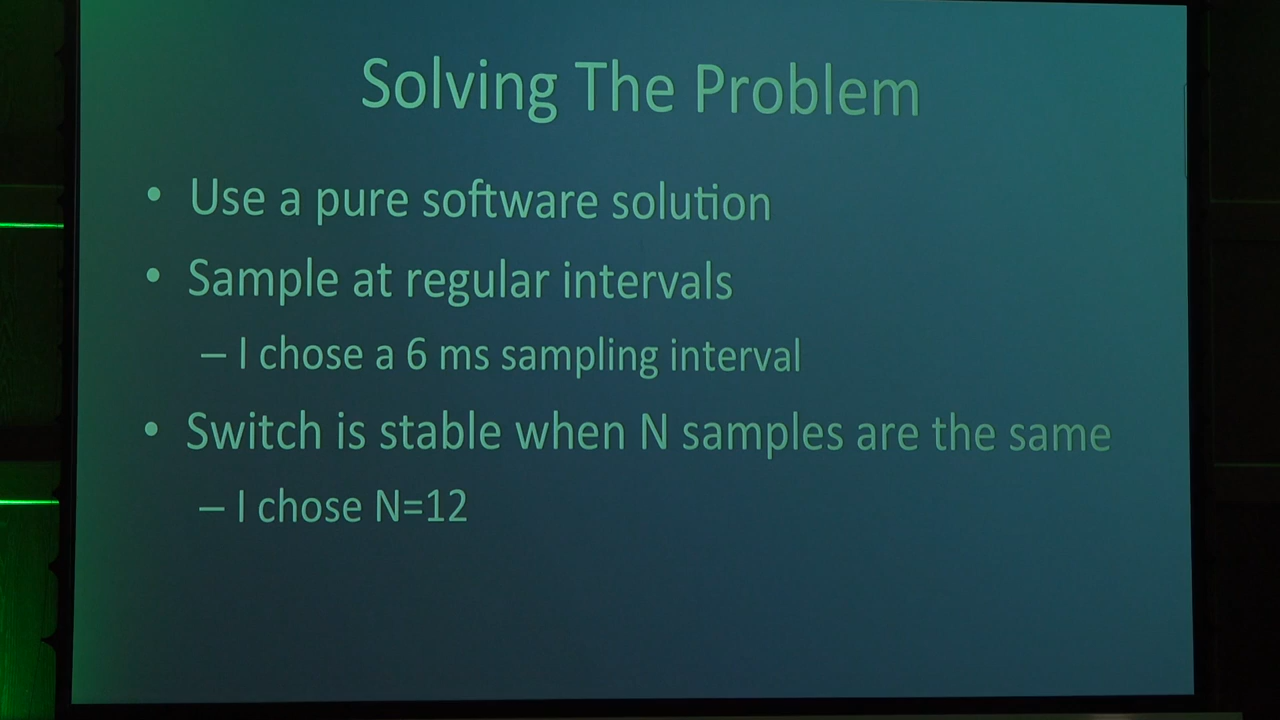 Solving The Problem
• Use a pure software solution
• Sample at regular intervals
– I chose a 6 ms sampling interval
• Switch is stable when N samples are the same
– I chose N=12